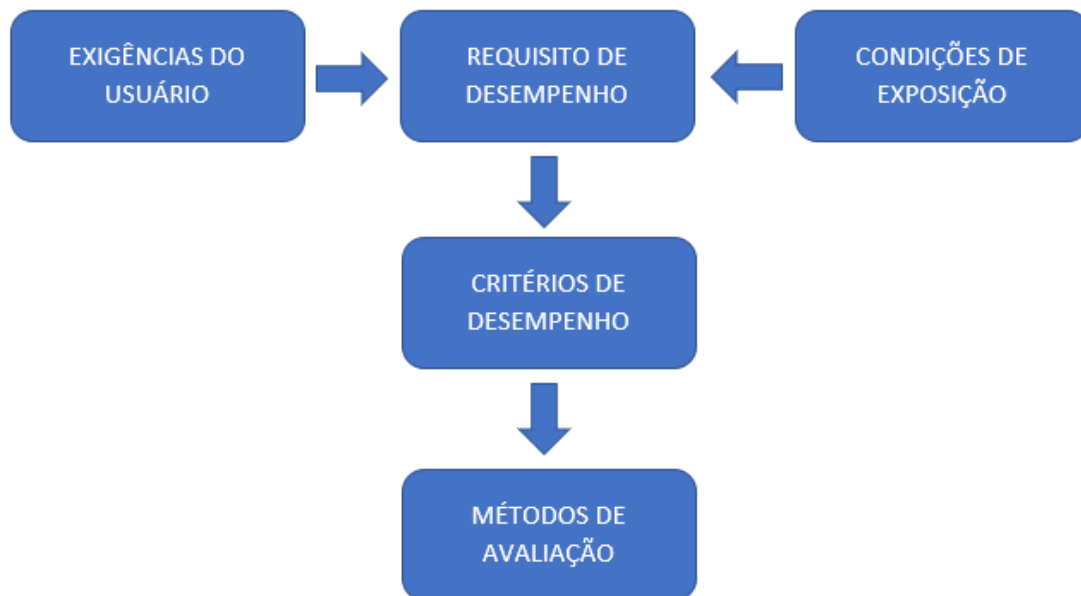 EXIGÊNCIAS DO
USUÁRIO
REQUISITO DE
DESEMPENHO
CONDIÇÕES DE
EXPOSIÇÃO
CRITÉRIOS DE
DESEMPENHO
MÉTODOS DE
AVALIAÇÃO